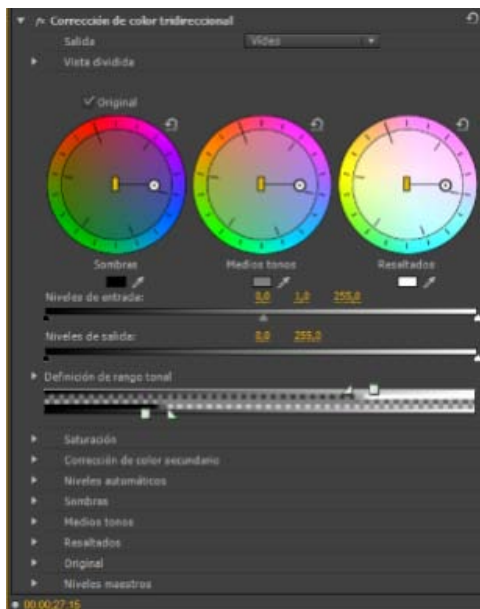 fx Corrección de color tridireccional
Salida Vídeo
Vista dividida
Original
Sombras Medios tonos Resaltados
Niveles de entrada: 0,0 1,0 255,0
Niveles de salida: 0,0 255,0
Definición de rango tonal
Saturación
Corrección de color secundario
Niveles automáticos
Sombras
Medios tonos
Resaltados
Original
Niveles maestros
00:00:27:15